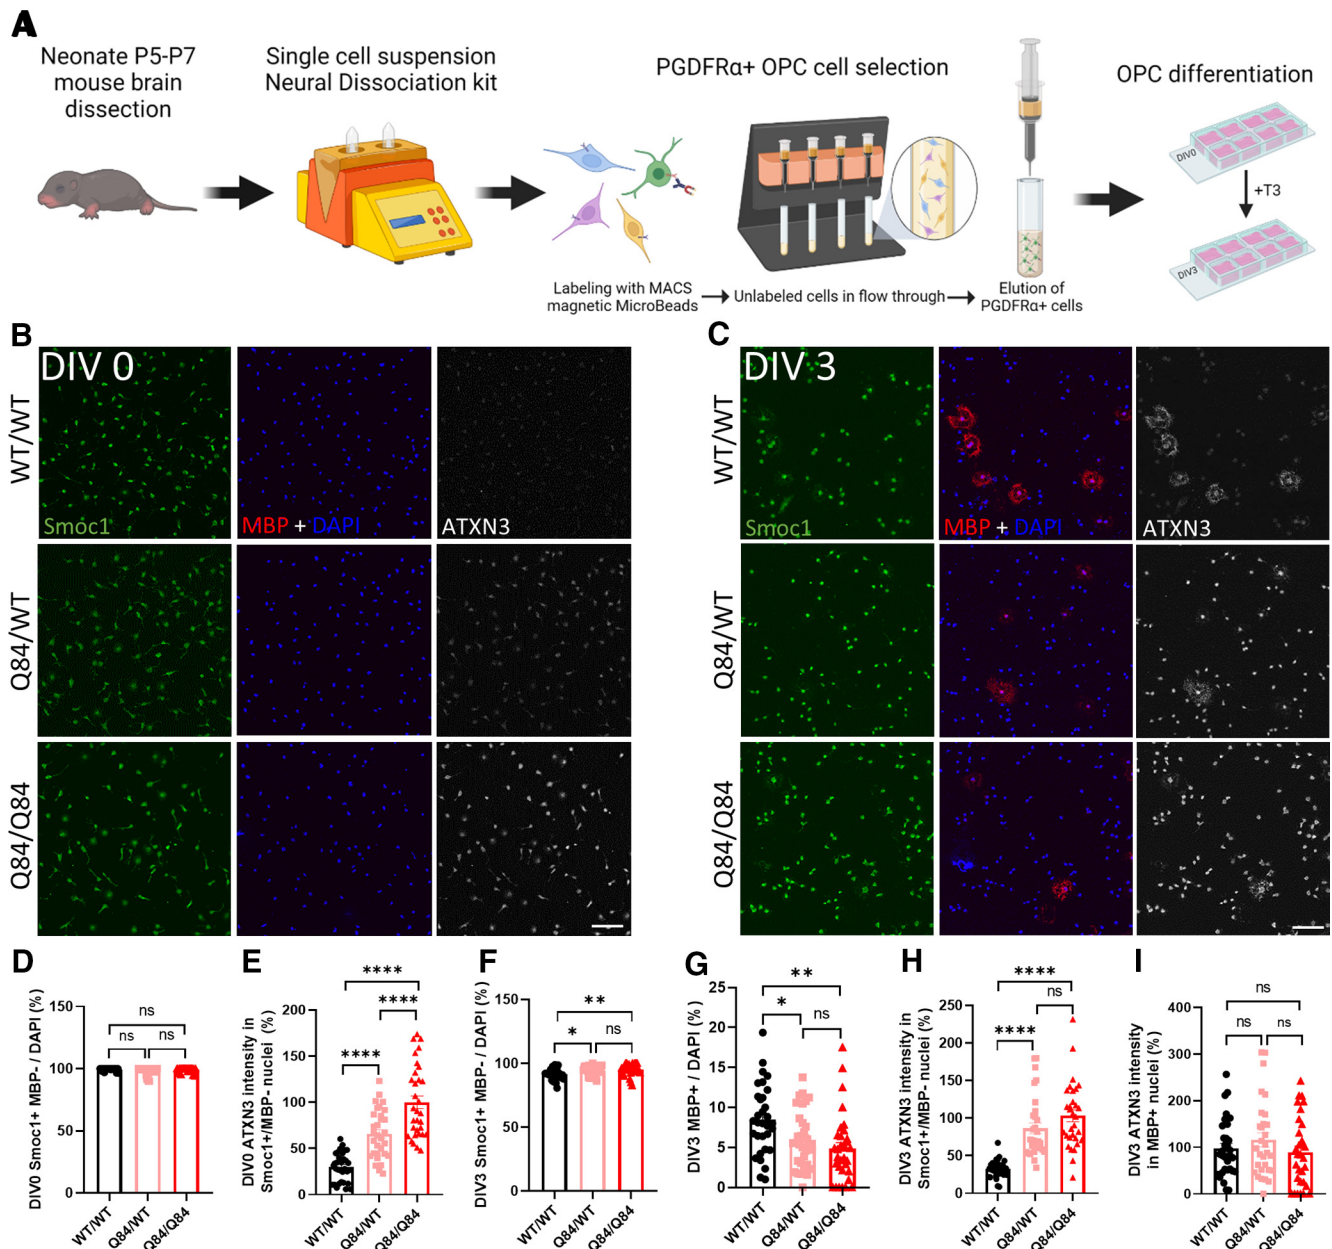 A
Neonate P5-P7
mouse brain
dissection
Single cell suspension
Neural Dissociation kit
PGDFRα+ OPC cell selection
OPC differentiation
DIV0
+T3
DIV3
Labeling with MACS
magnetic MicroBeads
Unlabeled cells in flow through
Elution of
PGDFRα+ cells
B
DIV 0
WT/WT
Smoc1
MBP + DAPI
ATXN3
Q84/WT
Q84/Q84
C
DIV 3
WT/WT
Smoc1
MBP + DAPI
ATXN3
Q84/WT
Q84/Q84
D
DIV0 Smoc1+ MBP- / DAPI (%)
150
100
50
0
ns
ns
ns
WT/WT
Q84/WT
Q84/Q84
E
DIV0 ATXN3 intensity in
Smoc1+/MBP- nuclei (%)
200
150
100
50
0
****
****
****
WT/WT
Q84/WT
Q84/Q84
F
DIV3 Smoc1+ MBP- / DAPI (%)
150
100
50
0
**
*
ns
WT/WT
Q84/WT
Q84/Q84
G
DIV3 MBP+ / DAPI (%)
25
20
15
10
5
0
**
*
ns
WT/WT
Q84/WT
Q84/Q84
H
DIV3 ATXN3 intensity in
Smoc1+/MBP- nuclei (%)
250
200
150
100
50
0
****
ns
****
WT/WT
Q84/WT
Q84/Q84
I
DIV3 ATXN3 intensity
in MBP+ nuclei (%)
400
300
200
100
0
ns
ns
ns
WT/WT
Q84/WT
Q84/Q84